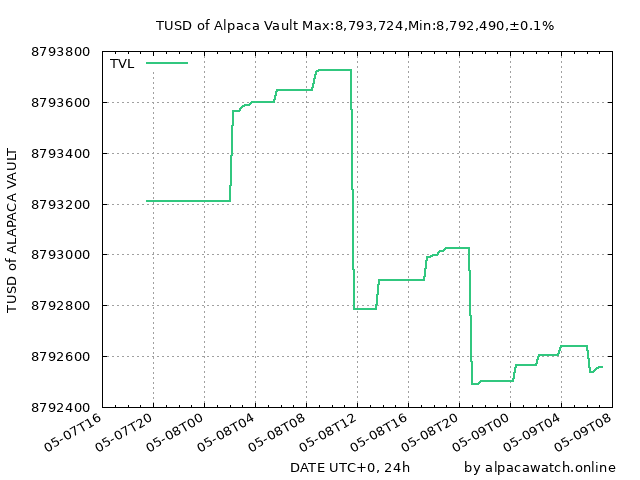 TUSD of Alpaca Vault Max:8,793,724,Min:8,792,490,±0.1%
TVL
8793800
8793600
8793400
8793200
8793000
8792800
8792600
8792400
TUSD of ALAPACA VAULT
05-07T16
05-07T20
05-08T00
05-08T04
05-08T08
05-08T12
05-08T16
05-08T20
05-09T00
05-09T04
05-09T08
DATE UTC+0, 24h
by alpacawatch.online